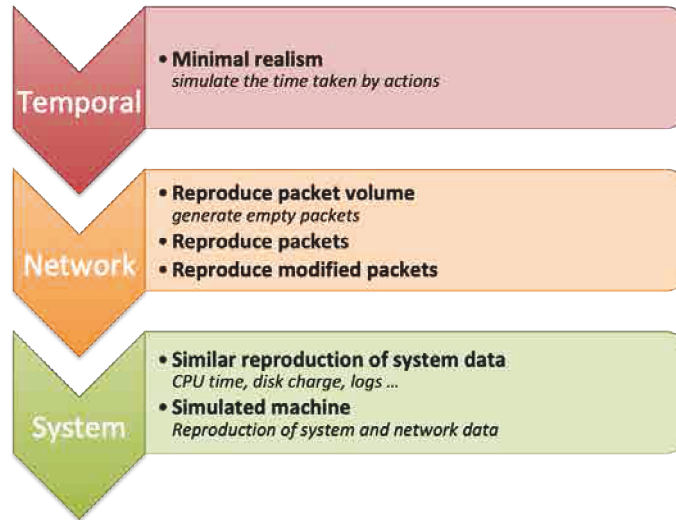 Temporal
• Minimal realism
simulate the time taken by actions
Network
• Reproduce packet volume
generate empty packets
• Reproduce packets
• Reproduce modified packets
System
• Similar reproduction of system data
CPU time, disk charge, logs ...
• Simulated machine
Reproduction of system and network data